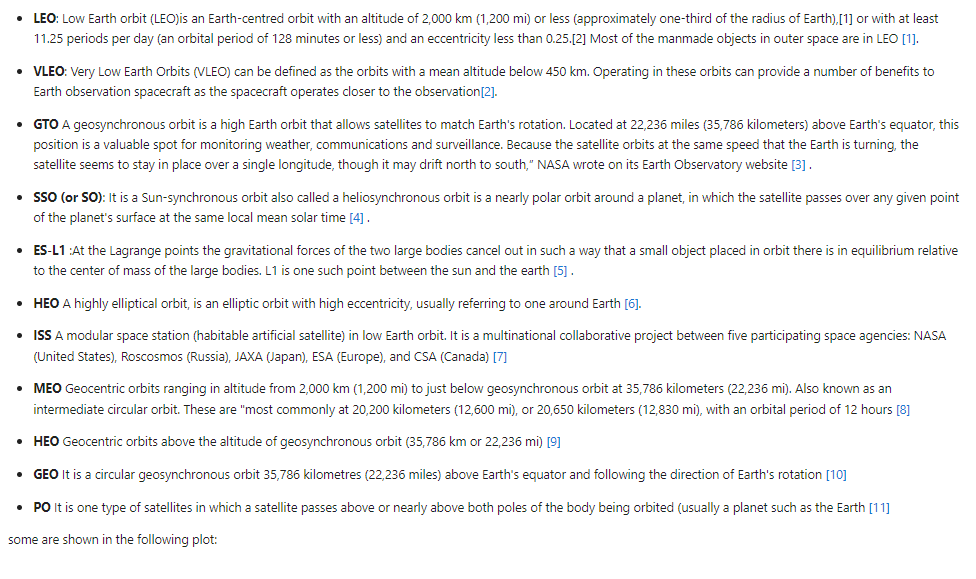 • LEO: Low Earth orbit (LEO)is an Earth-centred orbit with an altitude of 2,000 km (1,200 mi) or less (approximately one-third of the radius of Earth),[1] or with at least
11.25 periods per day (an orbital period of 128 minutes or less) and an eccentricity less than 0.25.[2] Most of the manmade objects in outer space are in LEO [1].
• VLEO: Very Low Earth Orbits (VLEO) can be defined as the orbits with a mean altitude below 450 km. Operating in these orbits can provide a number of benefits to
Earth observation spacecraft as the spacecraft operates closer to the observation[2].
• GTO A geosynchronous orbit is a high Earth orbit that allows satellites to match Earth's rotation. Located at 22,236 miles (35,786 kilometers) above Earth's equator, this
position is a valuable spot for monitoring weather, communications and surveillance. Because the satellite orbits at the same speed that the Earth is turning, the
satellite seems to stay in place over a single longitude, though it may drift north to south," NASA wrote on its Earth Observatory website [3] .
• SSO (or SO): It is a Sun-synchronous orbit also called a heliosynchronous orbit is a nearly polar orbit around a planet, in which the satellite passes over any given point
of the planet's surface at the same local mean solar time [4] .
• ES-L1 :At the Lagrange points the gravitational forces of the two large bodies cancel out in such a way that a small object placed in orbit there is in equilibrium relative
to the center of mass of the large bodies. L1 is one such point between the sun and the earth [5] .
• HEO A highly elliptical orbit, is an elliptic orbit with high eccentricity, usually referring to one around Earth [6].
• ISS A modular space station (habitable artificial satellite) in low Earth orbit. It is a multinational collaborative project between five participating space agencies: NASA
(United States), Roscosmos (Russia), JAXA (Japan), ESA (Europe), and CSA (Canada) [7]
• MEO Geocentric orbits ranging in altitude from 2,000 km (1,200 mi) to just below geosynchronous orbit at 35,786 kilometers (22,236 mi). Also known as an
intermediate circular orbit. These are "most commonly at 20,200 kilometers (12,600 mi), or 20,650 kilometers (12,830 mi), with an orbital period of 12 hours [8]
• HEO Geocentric orbits above the altitude of geosynchronous orbit (35,786 km or 22,236 mi) [9]
• GEO It is a circular geosynchronous orbit 35,786 kilometres (22,236 miles) above Earth's equator and following the direction of Earth's rotation [10]
• PO It is one type of satellites in which a satellite passes above or nearly above both poles of the body being orbited (usually a planet such as the Earth [11]
some are shown in the following plot: